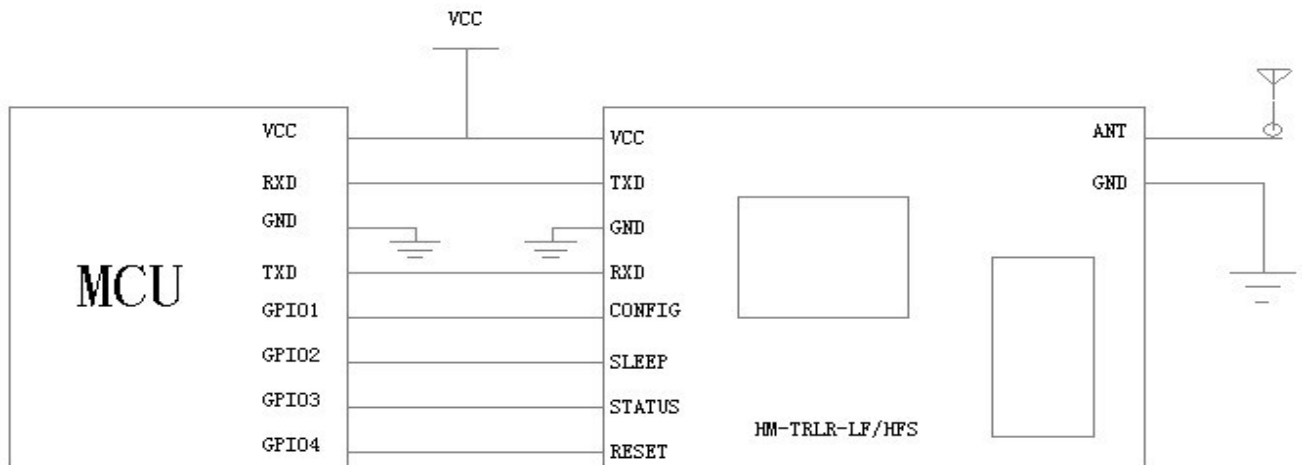 VCC
VCC VCC ANT
RXD TXD GND
GND GND
MCU
TXD RXD
GPIO1 CONFIG
GPIO2 SLEEP
GPIO3 STATUS
HM-TRLR-LF/HFS
GPIO4 RESET